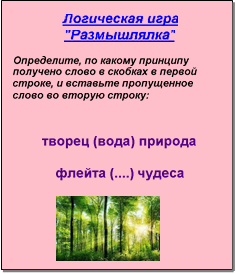 Логическая игра
"Размышлялка"
Определите, по какому принципу
получено слово в скобках в первой
строке, и вставьте пропущенное
слово во вторую строку:
творец (вода) природа
флейта (....) чудеса